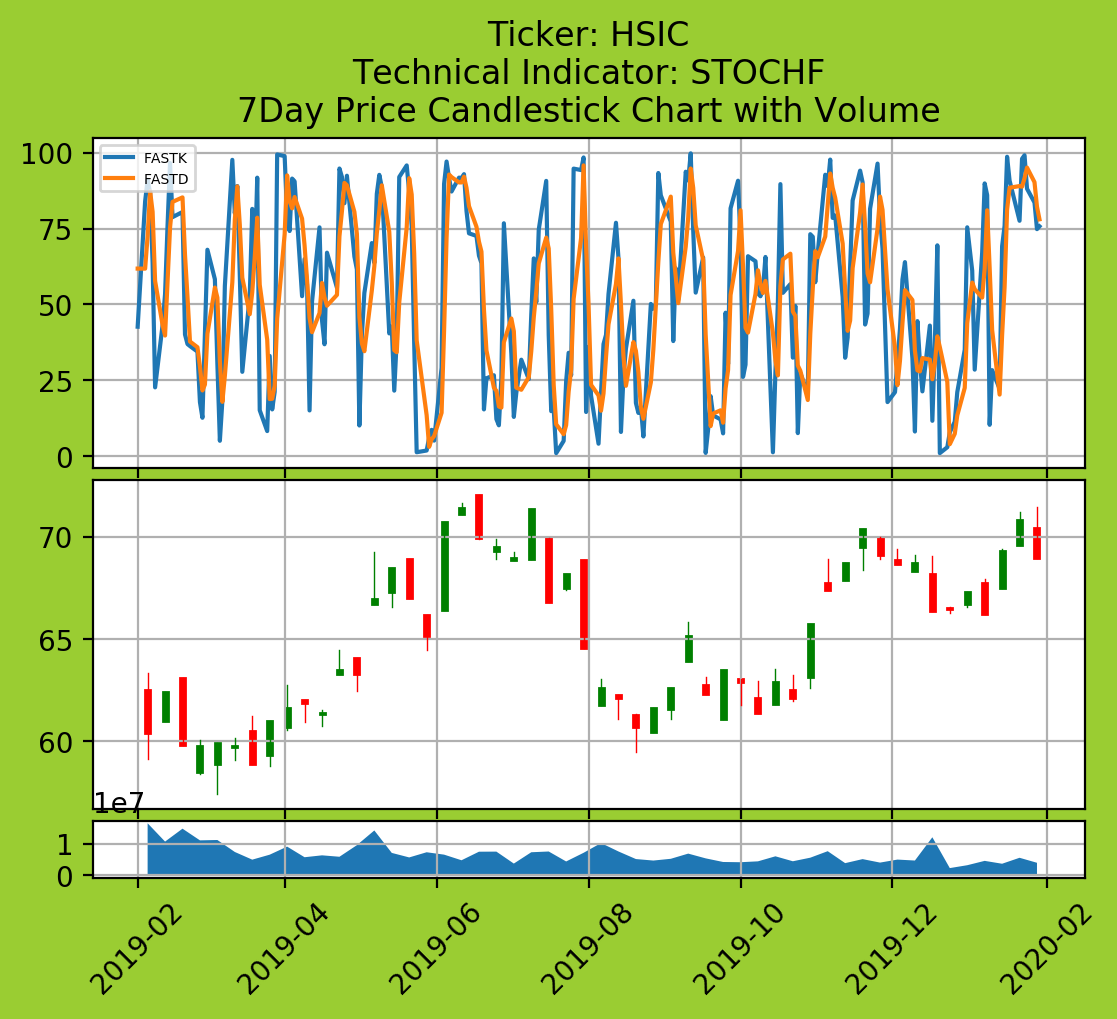 Ticker: HSIC
Technical Indicator: STOCHF
7Day Price Candlestick Chart with Volume
100
75
50
25
0
FASTK
FASTD
70
65
60
1e7
1
0
2019-02
2019-04
2019-06
2019-08
2019-10
2019-12
2020-02